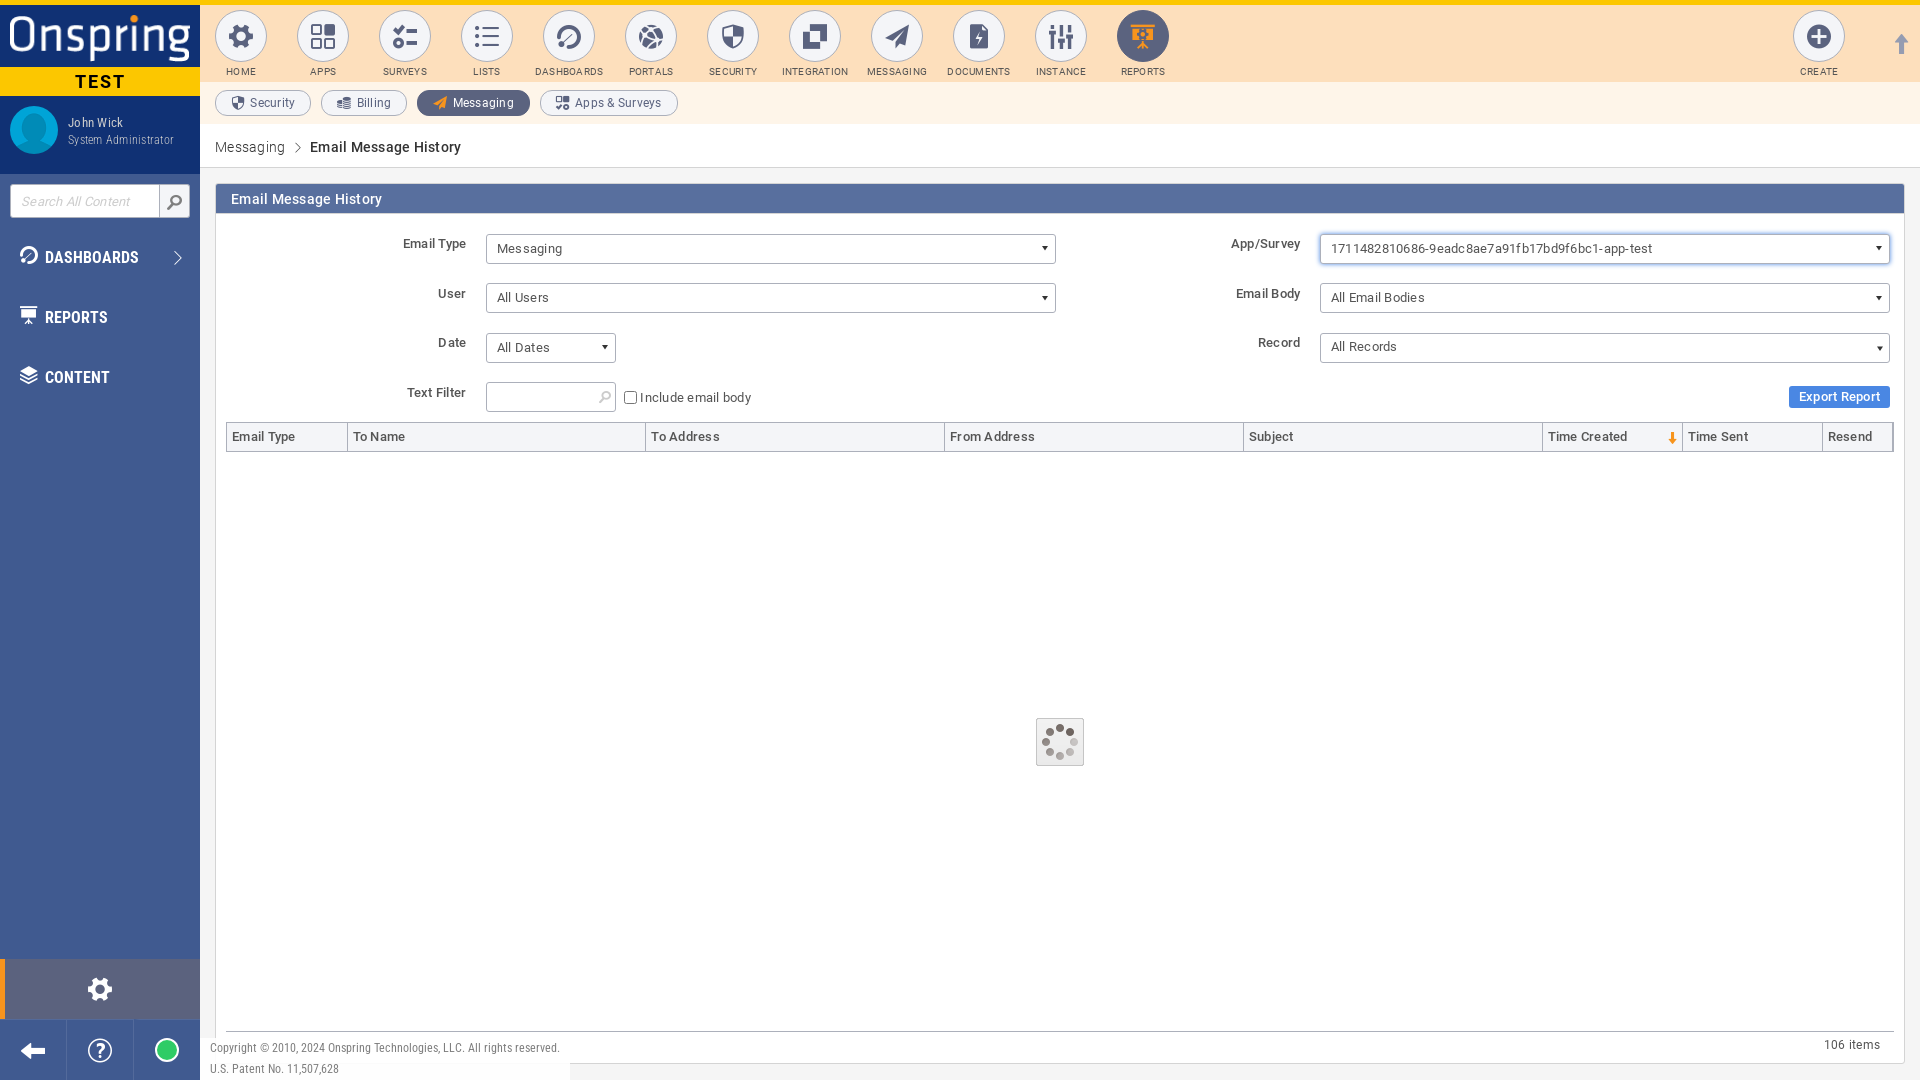 Onspring
TEST
John Wick
System Administrator
Search All Content
DASHBOARDS
REPORTS
CONTENT
HOME
APPS
SURVEYS
LISTS
DASHBOARDS
PORTALS
SECURITY
INTEGRATION
MESSAGING
DOCUMENTS
INSTANCE
REPORTS
CREATE
Security
Billing
Messaging
Apps & Surveys
Messaging > Email Message History
Email Message History
Email Type Messaging
App/Survey 1711482810686-9eadc8ae7a91fb17bd9f6bc1-app-test
User All Users
Email Body All Email Bodies
Date All Dates
Record All Records
Text Filter Include email body
Export Report
Email Type To Name To Address From Address Subject Time Created Time Sent Resend
106 items
Copyright © 2010, 2024 Onspring Technologies, LLC. All rights reserved.
U.S. Patent No. 11,507,628